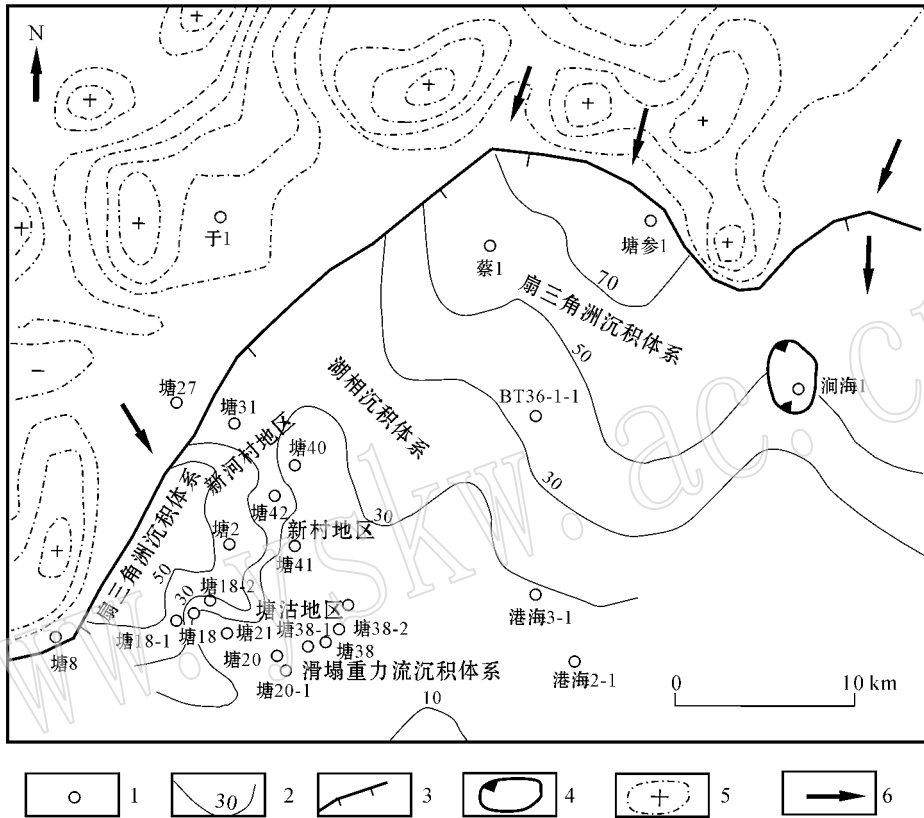 N
于1
塘参1
蔡1
70
扇三角洲沉积体系
50
湖相沉积体系
涧海1
BT36-1-1
塘27
塘31
新河村地区
塘40
30
30
塘42
新村地区
塘2
塘41
扇三角洲沉积体系
50
30
塘18-2
塘沽地区
港海3-1
塘18-1
塘18
塘21
塘38-1
塘38-2
塘8
塘20
塘38
滑塌重力流沉积体系
港海2-1
塘20-1
10
0 10 km
www.yskw.ac.c
1
30 2
3
4
5
6